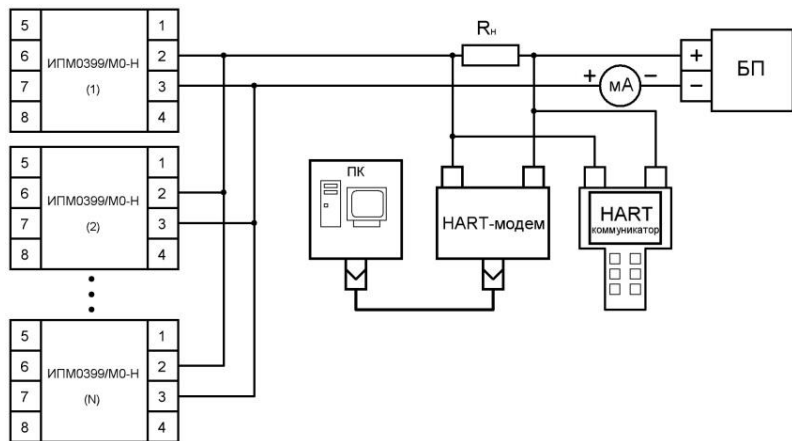 5
1
6
ИПМ0399/М0-Н
2
7
(1)
3
8
4
Rн
+
БП
−
+
мА
−
5
1
6
ИПМ0399/М0-Н
2
7
(2)
3
8
4
ПК
HART-модем
HART
коммуникатор
5
1
6
ИПМ0399/М0-Н
2
7
(N)
3
8
4